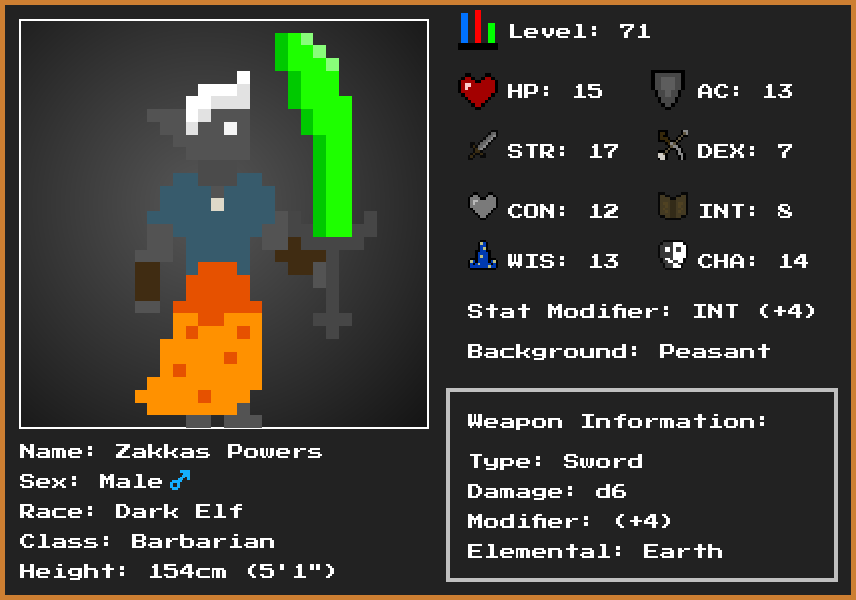 Level: 71
HP: 15 AC: 13
STR: 17 DEX: 7
CON: 12 INT: 8
WIS: 13 CHA: 14
Stat Modifier: INT (+4)
Background: Peasant
Weapon Information:
Type: Sword
Damage: d6
Modifier: (+4)
Elemental: Earth
Name: Zakkas Powers
Sex: Male ♂
Race: Dark Elf
Class: Barbarian
Height: 154cm (5'1")